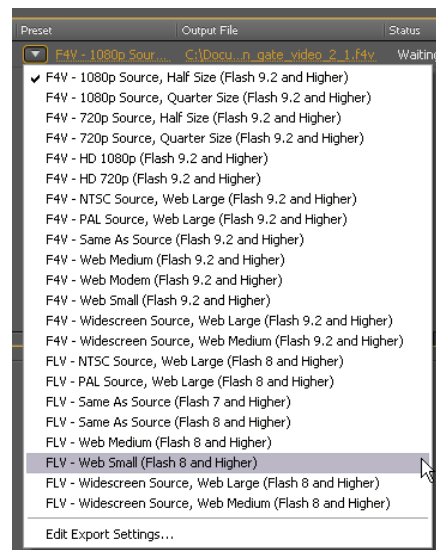 Preset Output File Status
F4V - 1080p Sour... C:\Docu...n_gate_video_2_1.f4v Waiting
F4V - 1080p Source, Half Size (Flash 9.2 and Higher)
F4V - 1080p Source, Quarter Size (Flash 9.2 and Higher)
F4V - 720p Source, Half Size (Flash 9.2 and Higher)
F4V - 720p Source, Quarter Size (Flash 9.2 and Higher)
F4V - HD 1080p (Flash 9.2 and Higher)
F4V - HD 720p (Flash 9.2 and Higher)
F4V - NTSC Source, Web Large (Flash 9.2 and Higher)
F4V - PAL Source, Web Large (Flash 9.2 and Higher)
F4V - Same As Source (Flash 9.2 and Higher)
F4V - Web Medium (Flash 9.2 and Higher)
F4V - Web Modem (Flash 9.2 and Higher)
F4V - Web Small (Flash 9.2 and Higher)
F4V - Widescreen Source, Web Large (Flash 9.2 and Higher)
F4V - Widescreen Source, Web Medium (Flash 9.2 and Higher)
FLV - NTSC Source, Web Large (Flash 8 and Higher)
FLV - PAL Source, Web Large (Flash 8 and Higher)
FLV - Same As Source (Flash 7 and Higher)
FLV - Same As Source (Flash 8 and Higher)
FLV - Web Medium (Flash 8 and Higher)
FLV - Web Small (Flash 8 and Higher)
FLV - Widescreen Source, Web Large (Flash 8 and Higher)
FLV - Widescreen Source, Web Medium (Flash 8 and Higher)
Edit Export Settings...